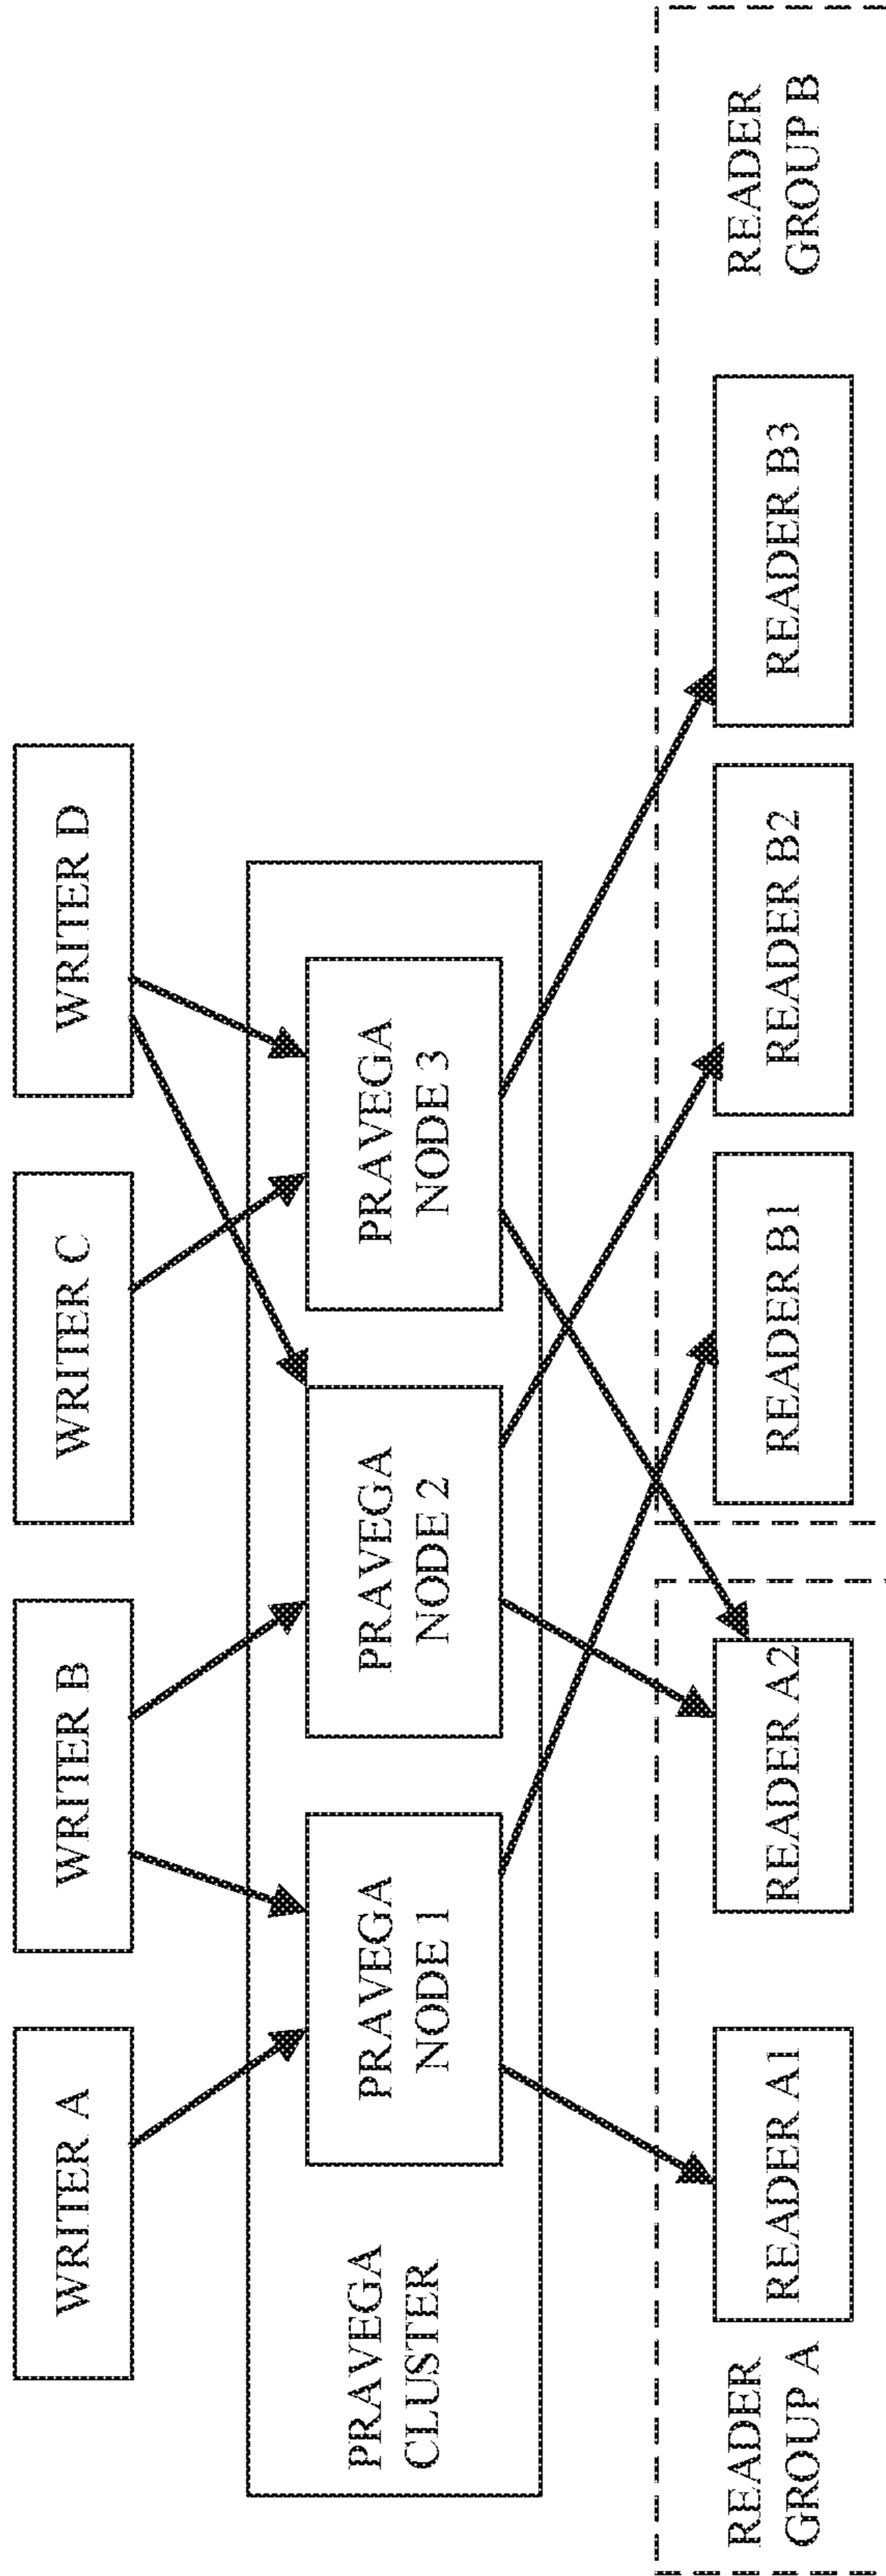 WRITER A
WRITER B
WRITER C
WRITER D
PRAVEGA
CLUSTER
PRAVEGA
NODE 1
PRAVEGA
NODE 2
PRAVEGA
NODE 3
READER
GROUP A
READER A1
READER A2
READER B1
READER B2
READER B3
READER
GROUP B